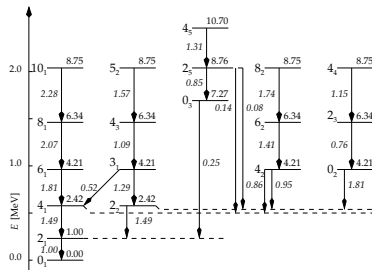 4₅ 10.70
1.31
2.0 10₁ 8.75 5₂ 8.75 2₅ 8.76 8₂ 8.75 4₄ 8.75
2.28 1.57 0.85 0.14 0.08 1.74 1.15
0₃ 7.27
8₁ 6.34 4₃ 6.34 6₂ 6.34 2₃ 6.34
2.07 1.09 0.25 1.41 0.76
1.0 6₁ 4.21 3₁ 4.21 4₂ 4.21 0₂ 4.21
1.81 0.52 1.29 0.86 0.95 1.81
4₁ 2.42 2₂ 2.42
1.49 1.49
2₁ 1.00
1.00
0.0 0₁ 0.00
E [MeV]